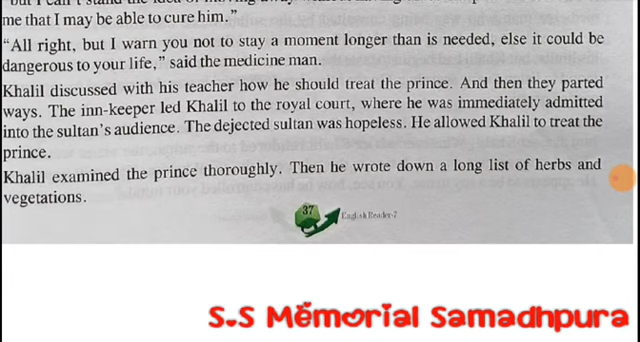 me that I may be able to cure him."
"All right, but I warn you not to stay a moment longer than is needed, else it could be
dangerous to your life," said the medicine man.
Khalil discussed with his teacher how he should treat the prince. And then they parted
ways. The inn-keeper led Khalil to the royal court, where he was immediately admitted
into the sultan's audience. The dejected sultan was hopeless. He allowed Khalil to treat the
prince.
Khalil examined the prince thoroughly. Then he wrote down a long list of herbs and
vegetations.
37
English Reader-7
S.S Mĕmorīal Samadhpura